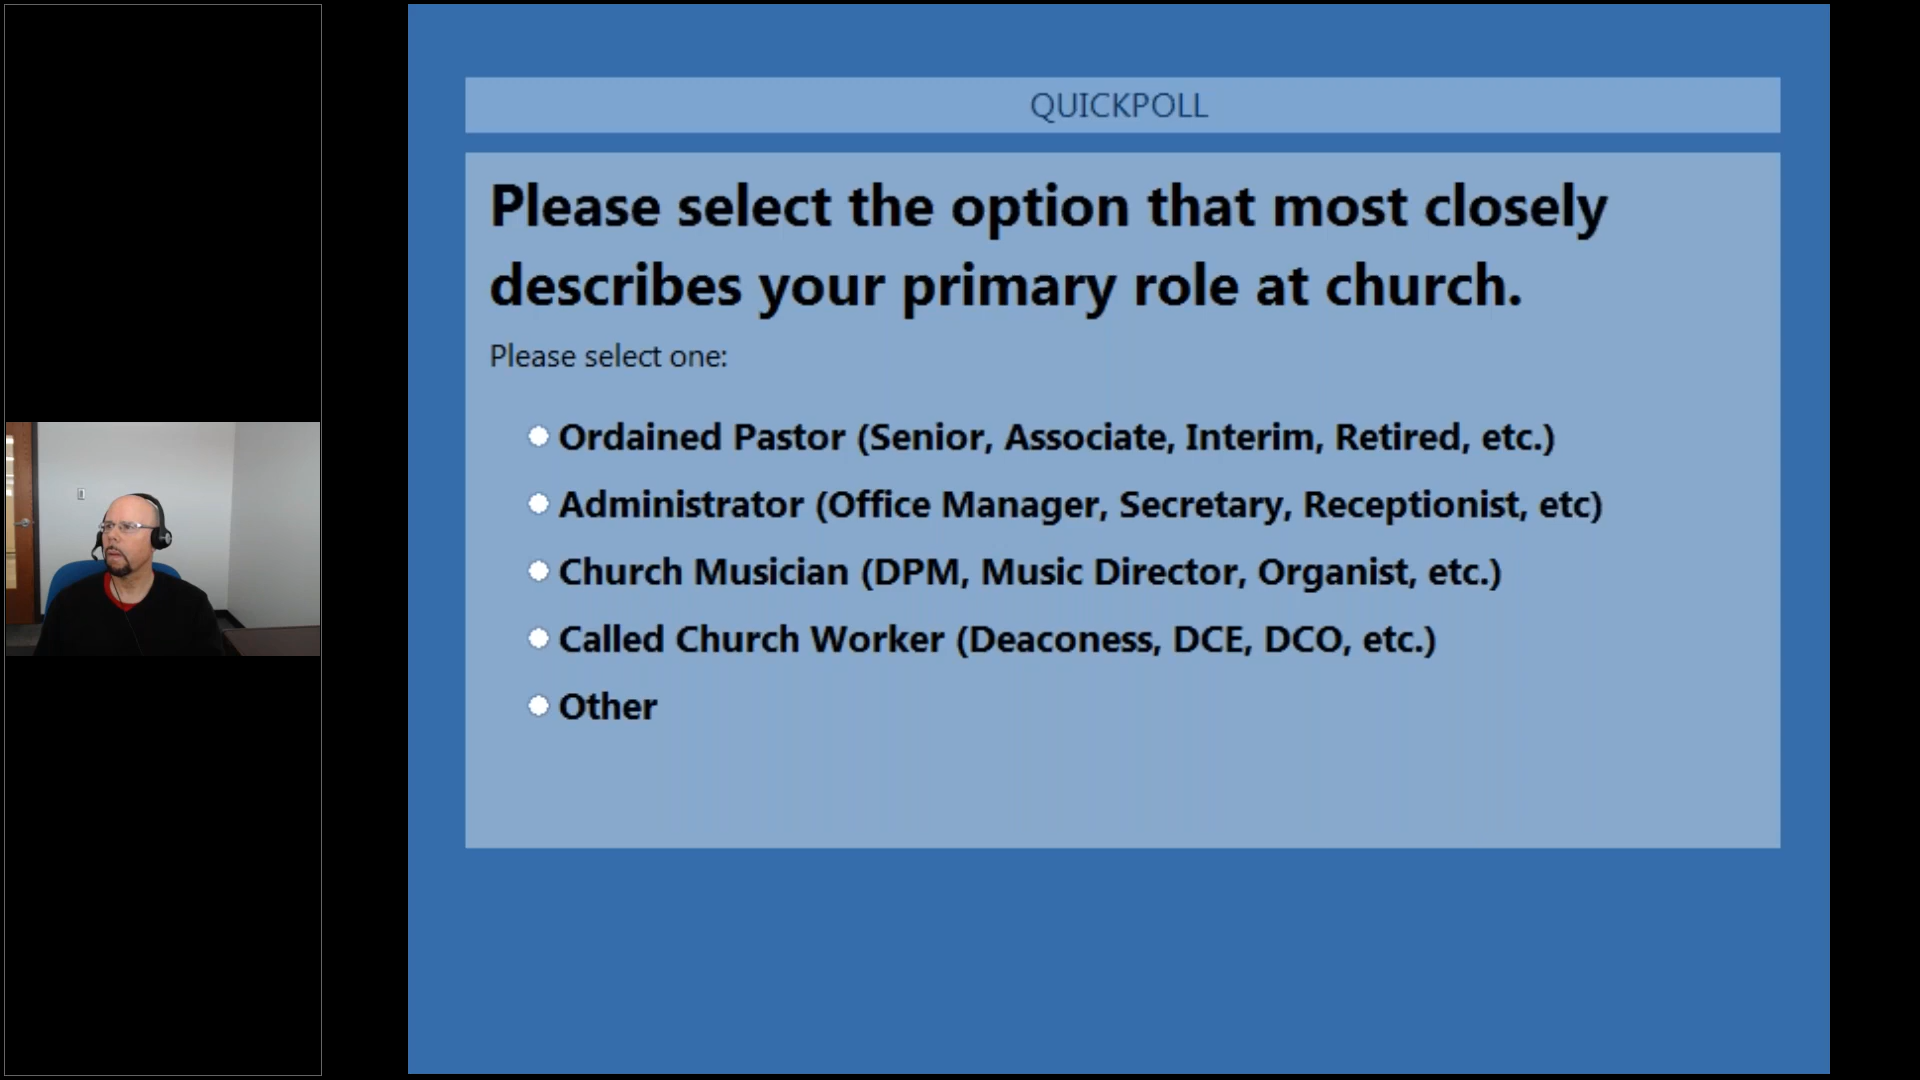 QUICKPOLL
Please select the option that most closely
describes your primary role at church.
Please select one:
Ordained Pastor (Senior, Associate, Interim, Retired, etc.)
Administrator (Office Manager, Secretary, Receptionist, etc)
Church Musician (DPM, Music Director, Organist, etc.)
Called Church Worker (Deaconess, DCE, DCO, etc.)
Other